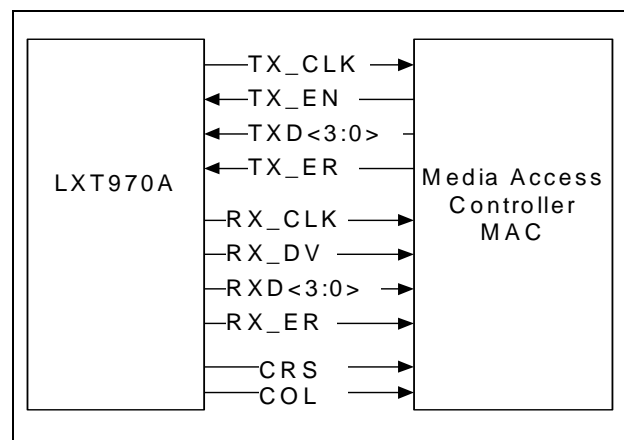 LXT970A
TX_CLK
TX_EN
TXD<3:0>
TX_ER
RX_CLK
RX_DV
RXD<3:0>
RX_ER
CRS
COL
Media Access
Controller
MAC